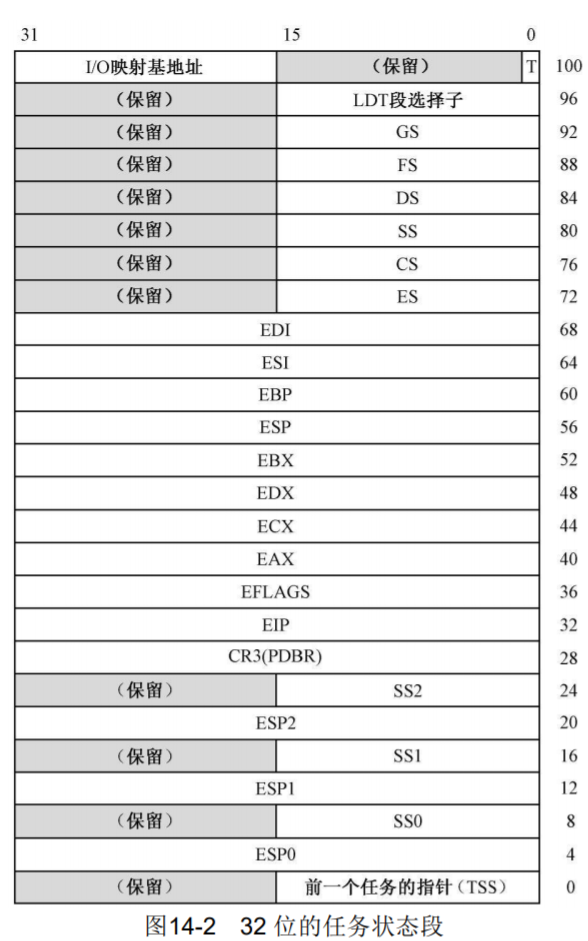 31 15 0
I/O映射基地址 （保留） T 100
（保留） LDT段选择子 96
（保留） GS 92
（保留） FS 88
（保留） DS 84
（保留） SS 80
（保留） CS 76
（保留） ES 72
EDI 68
ESI 64
EBP 60
ESP 56
EBX 52
EDX 48
ECX 44
EAX 40
EFLAGS 36
EIP 32
CR3(PDBR) 28
（保留） SS2 24
ESP2 20
（保留） SS1 16
ESP1 12
（保留） SS0 8
ESP0 4
（保留） 前一个任务的指针（TSS） 0
图14-2 32 位的任务状态段